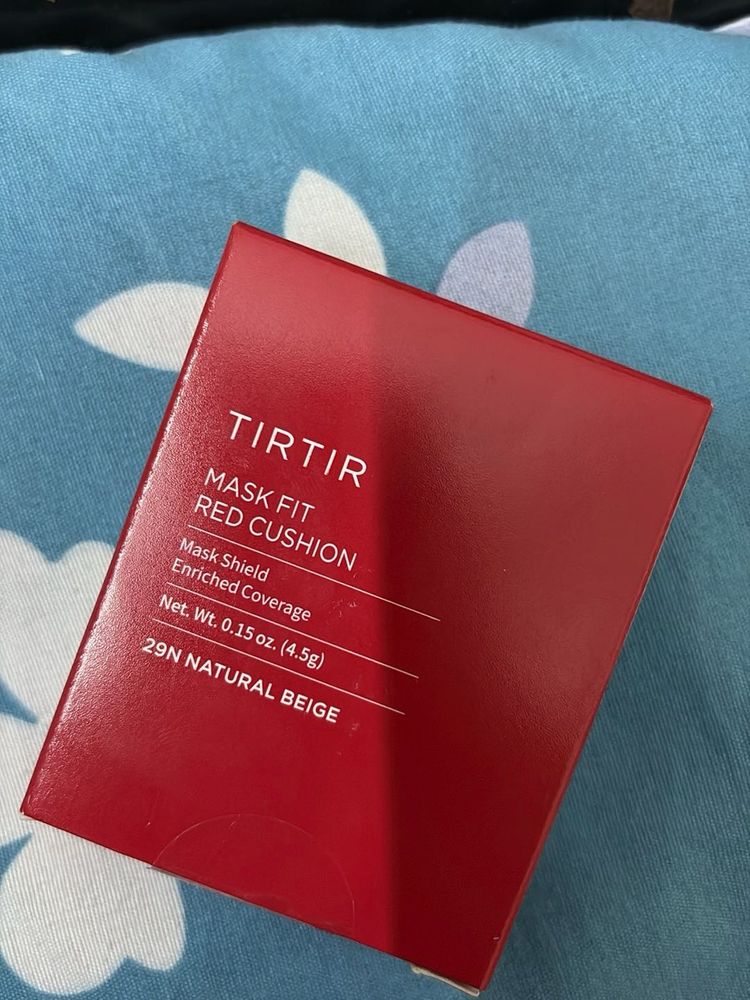 TIRTIR
MASK FIT
RED CUSHION
Mask Shield
Enriched Coverage
Net. Wt. 0.15 oz. (4.5g)
29N NATURAL BEIGE